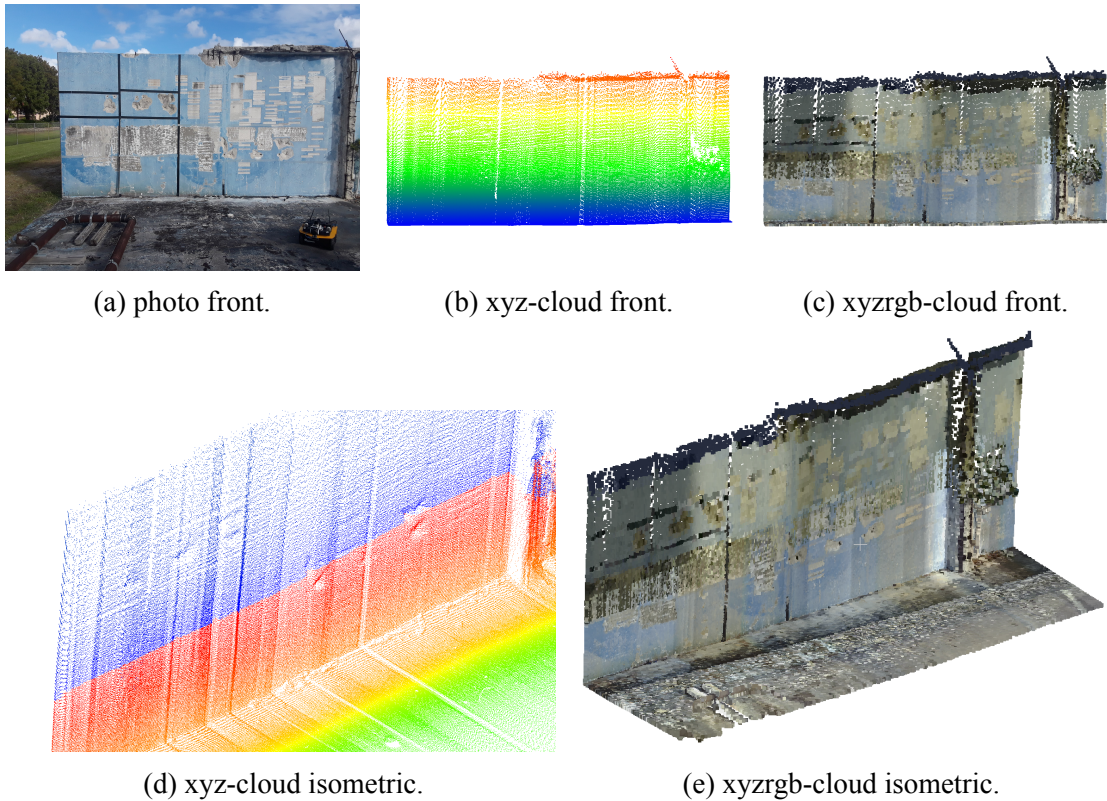 (a) photo front.
(b) xyz-cloud front.
(c) xyzrgb-cloud front.
(d) xyz-cloud isometric.
(e) xyzrgb-cloud isometric.